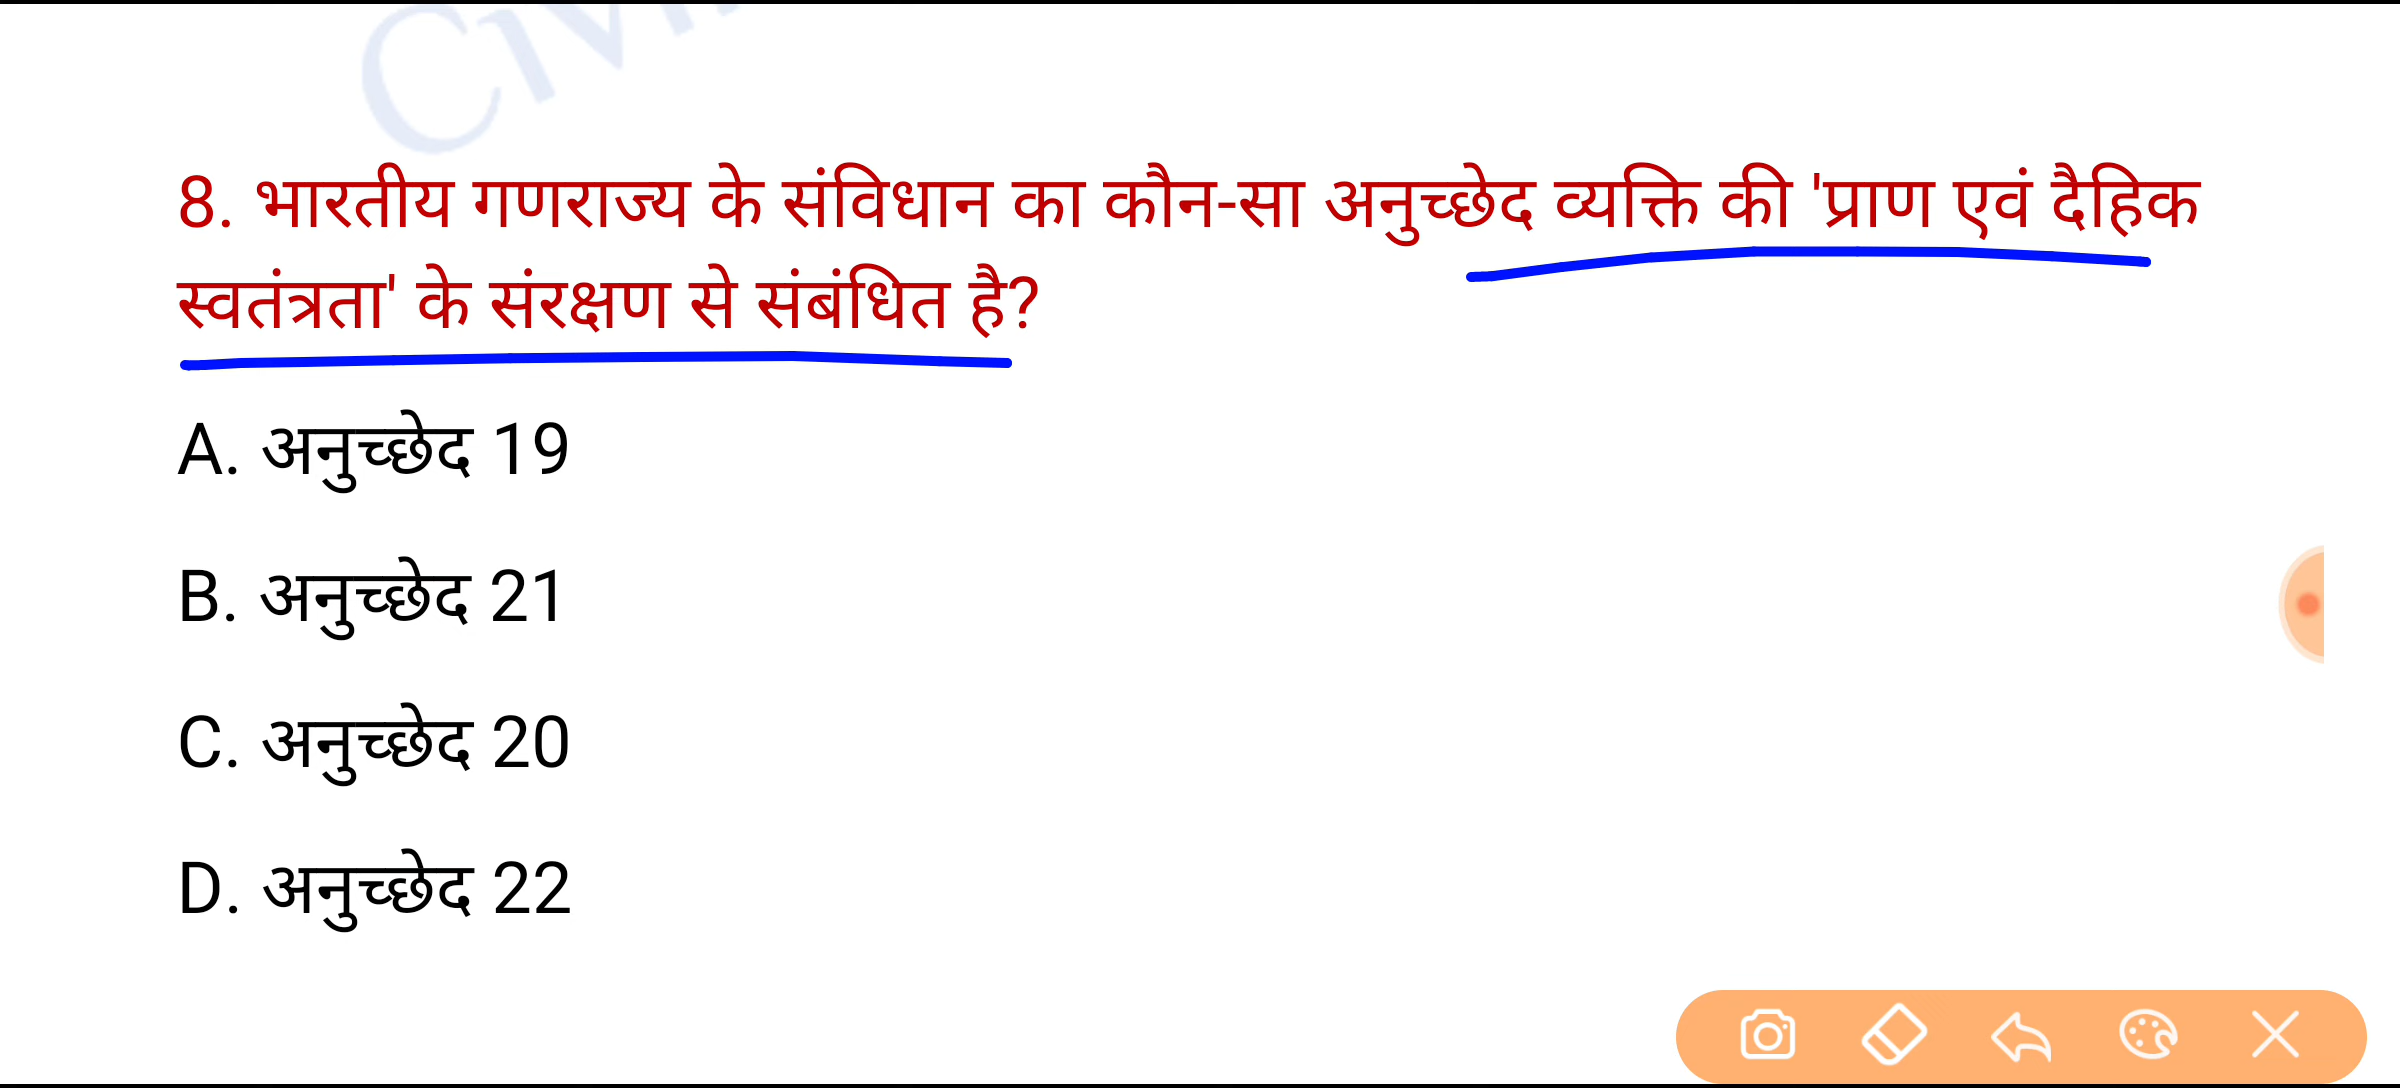 8. भारतीय गणराज्य के संविधान का कौन-सा अनुच्छेद व्यक्ति की 'प्राण एवं दैहिक
स्वतंत्रता' के संरक्षण से संबंधित है?
A. अनुच्छेद 19
B. अनुच्छेद 21
C. अनुच्छेद 20
D. अनुच्छेद 22